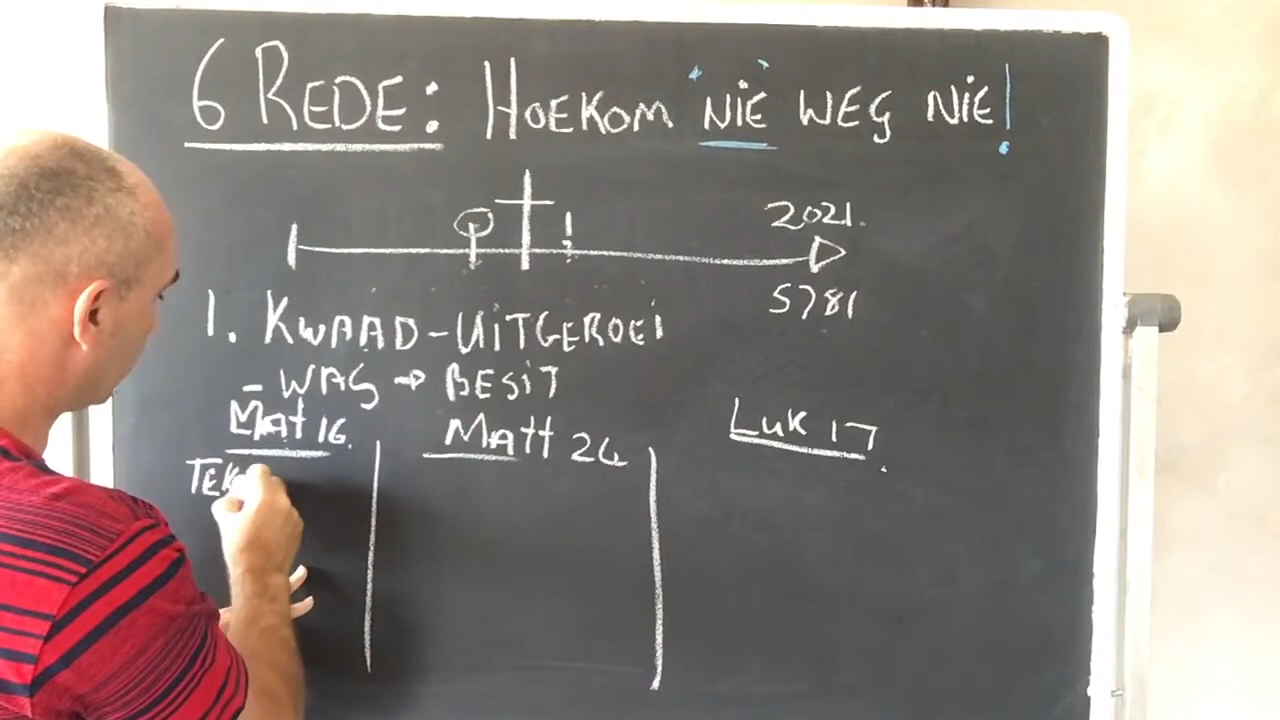 6 REDE: HOEKOM NIE WEG NIE!
!
2021.
5781
1. KWAAD-UITGEROEI
- WAS → BESIT
Mat 16. Matt 24 Luk 17
TEK